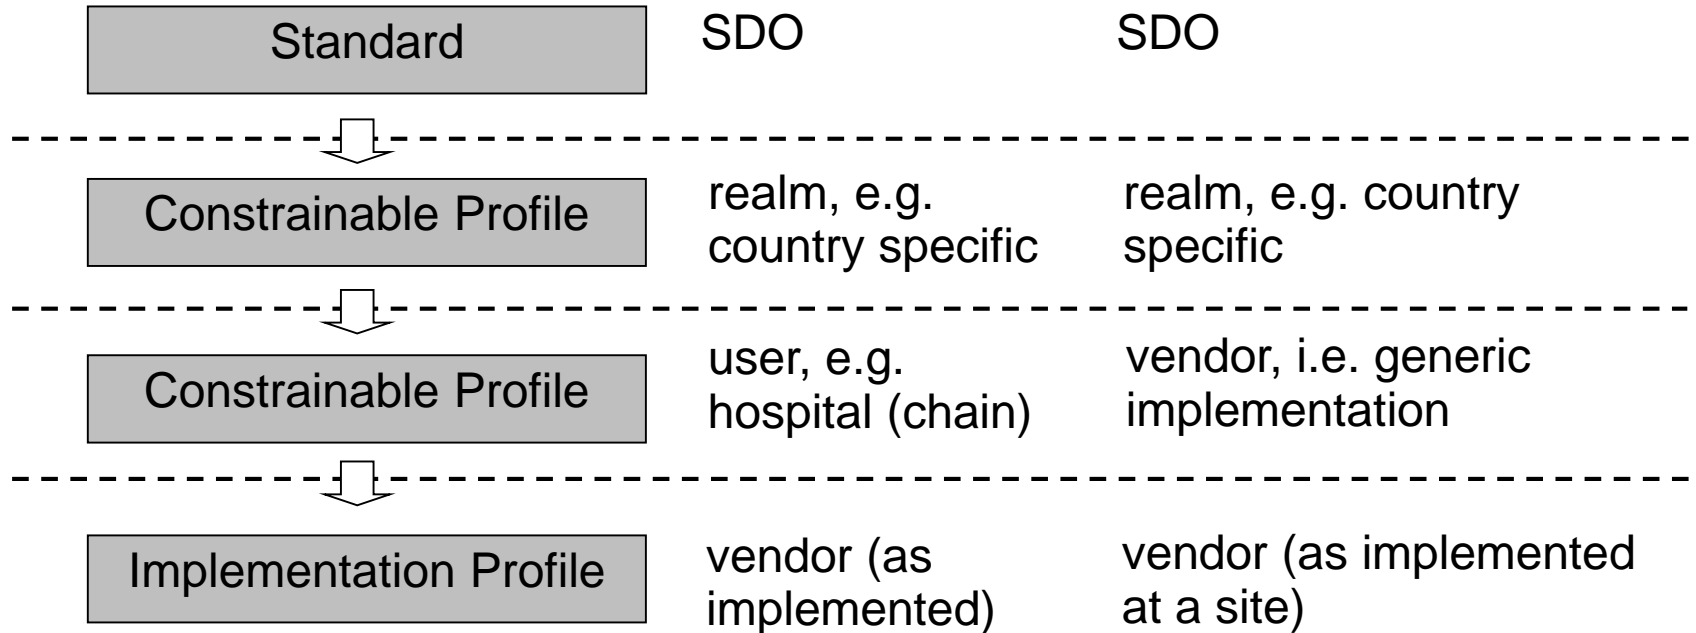 Standard
SDO
SDO
Constrainable Profile
realm, e.g.
country specific
realm, e.g. country
specific
Constrainable Profile
user, e.g.
hospital (chain)
vendor, i.e. generic
implementation
Implementation Profile
vendor (as
implemented)
vendor (as implemented
at a site)